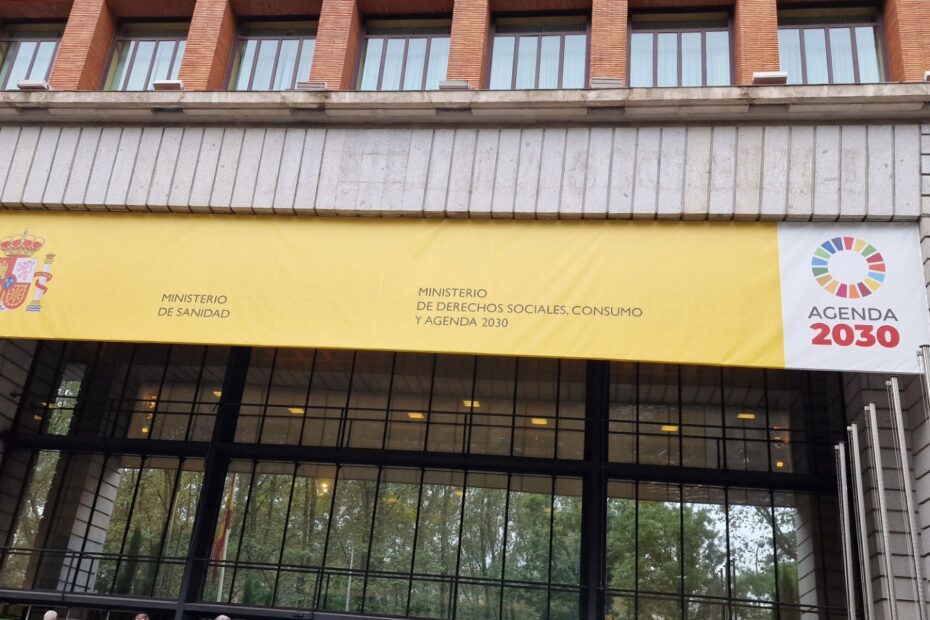 MINISTERIO
DE SANIDAD
MINISTERIO
DE DERECHOS SOCIALES, CONSUMO
Y AGENDA 2030
AGENDA
2030